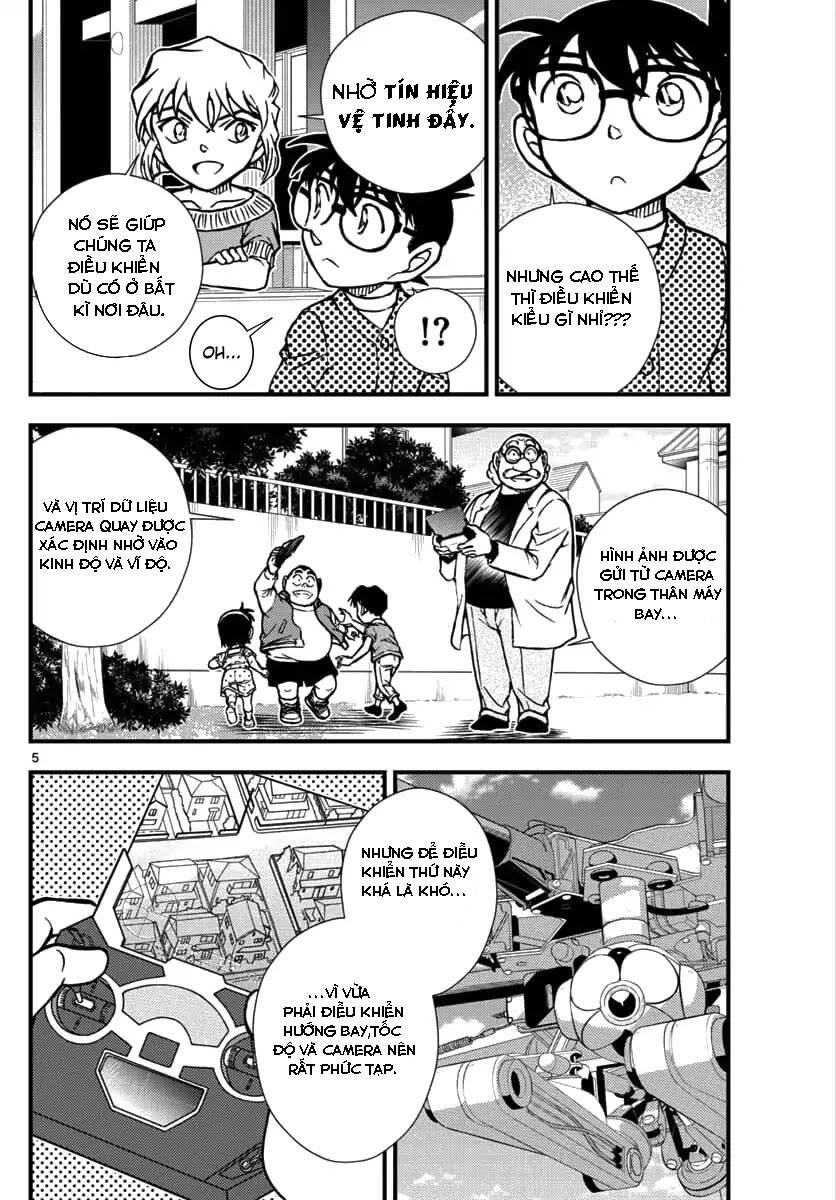 NHƯNG CAO THẾ
THÌ ĐIỀU KHIỂN
KIỂU GÌ NHỈ???
NHỜ TÍN HIỆU
VỆ TINH ĐẤY.
!?
NÓ SẼ GIÚP
CHÚNG TA
ĐIỀU KHIỂN
DÙ CÓ Ở BẤT
KÌ NƠI ĐÂU.
OH...
HÌNH ẢNH ĐƯỢC
GỬI TỪ CAMERA
TRONG THÂN MÁY
BAY...
VÀ VỊ TRÍ DỮ LIỆU
CAMERA QUAY ĐƯỢC
XÁC ĐỊNH NHỜ VÀO
KINH ĐỘ VÀ VĨ ĐỘ.
5
NHƯNG ĐỂ ĐIỀU
KHIỂN THỨ NÀY
KHÁ LÀ KHÓ...
...VÌ VỪA
PHẢI ĐIỀU KHIỂN
HƯỚNG BAY,TỐC
ĐỘ VÀ CAMERA NÊN
RẤT PHỨC TẠP.